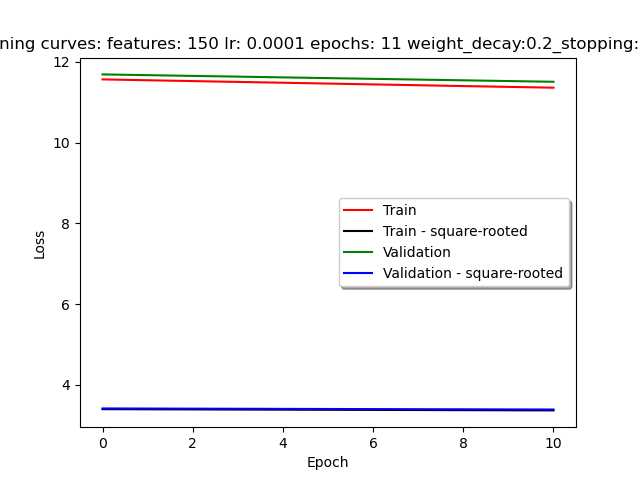 ning curves: features: 150 lr: 0.0001 epochs: 11 weight_decay:0.2_stopping:
12
10
8
6
4
Loss
Train
Train - square-rooted
Validation
Validation - square-rooted
0 2 4 6 8 10
Epoch